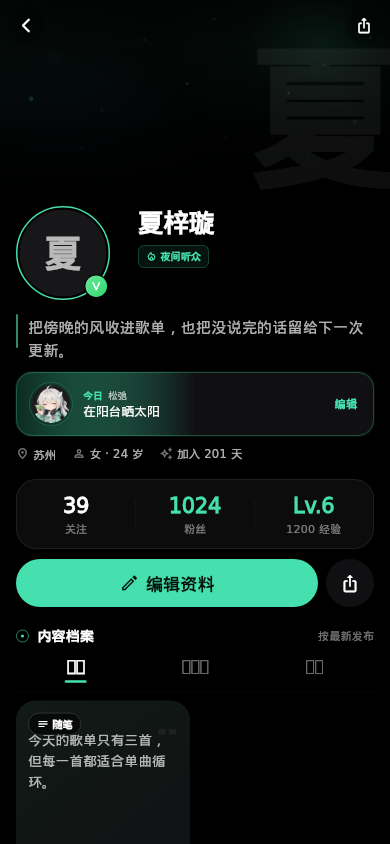 夏
夏梓璇
夏
V
夜间听众
把傍晚的风收进歌单，也把没说完的话留给下一次
更新。
今日 松弛
在阳台晒太阳
编辑
苏州 女 · 24 岁 加入 201 天
39 1024 Lv.6
关注 粉丝 1200 经验
编辑资料
内容档案 按最新发布
随笔
今天的歌单只有三首，
但每一首都适合单曲循
环。